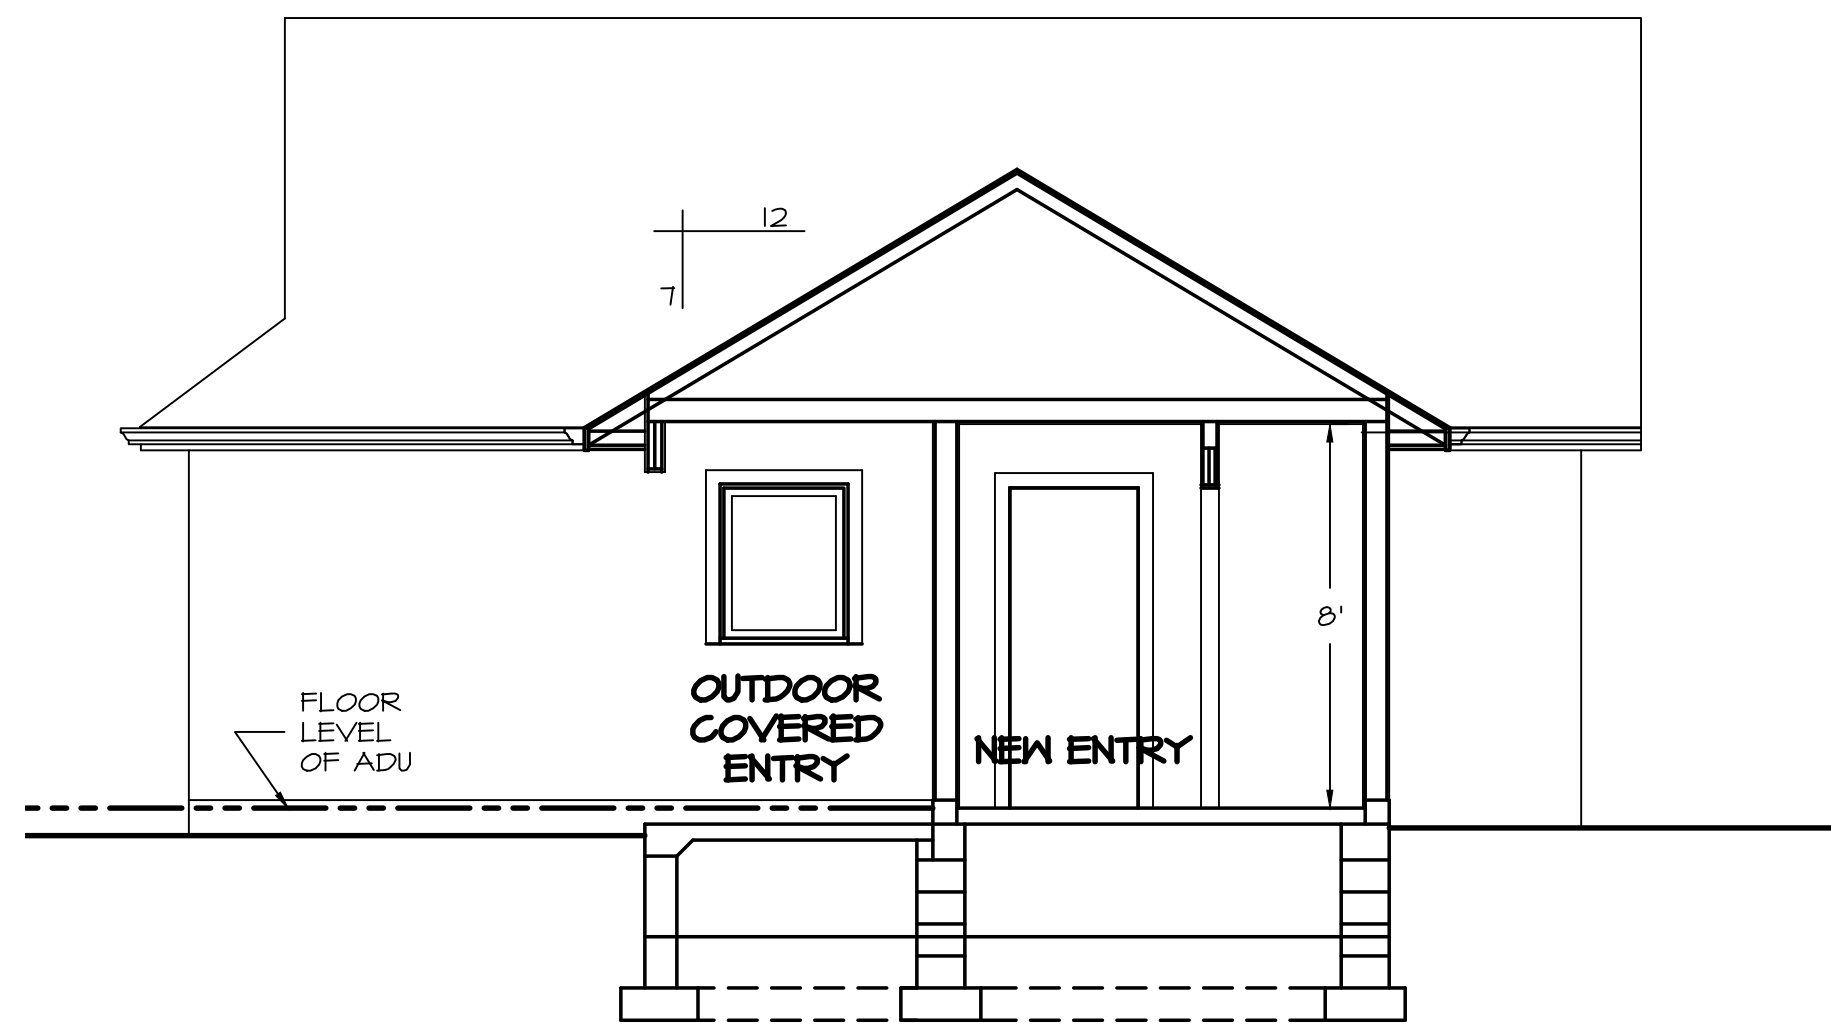 12
7
8'
FLOOR
LEVEL
OF ADU
OUTDOOR
COVERED
ENTRY
NEW ENTRY